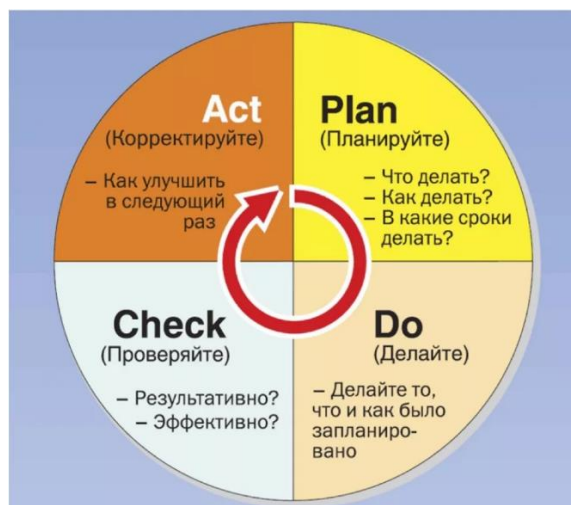 Act
(Корректируйте)
– Как улучшить
в следующий
раз
Plan
(Планируйте)
– Что делать?
– Как делать?
– В какие сроки
делать?
Check
(Проверяйте)
– Результативно?
– Эффективно?
Do
(Делайте)
– Делайте то,
что и как было
запланиро-
вано